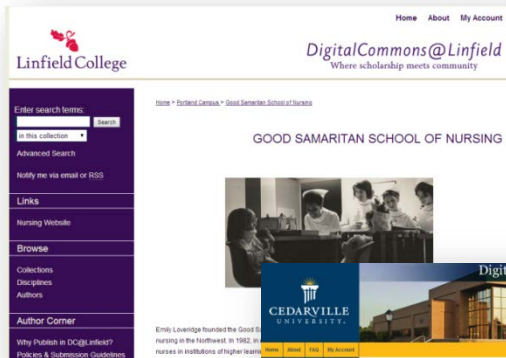 Home About My Account
Linfield College
DigitalCommons@Linfield
Where scholarship meets community
Enter search terms:
Search
in this collection
Advanced Search
Notify me via email or RSS
Links
Nursing Website
Browse
Collections
Disciplines
Authors
Author Corner
Why Publish in DC@Linfield?
Policies & Submission Guidelines
Home > Portland Campus > Good Samaritan School of Nursing
GOOD SAMARITAN SCHOOL OF NURSING
Emily Loveridge founded the Good
nursing in the Northwest. In 1982, in
nurses in institutions of higher
CEDARVILLE
UNIVERSITY
Home About FAQ My Account